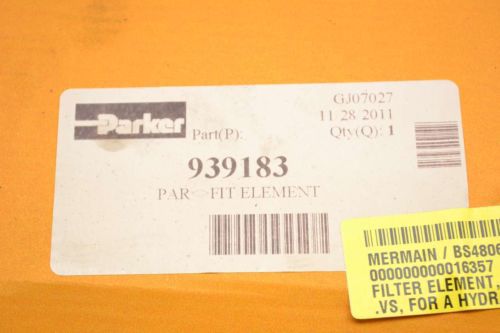 GJ07027
11 28 2011
Parker
Part(P):
Qty(Q): 1
939183
PAR FIT ELEMENT
MERMAIN / BS4806
000000000016357
FILTER ELEMENT,
.VS, FOR A HYDR